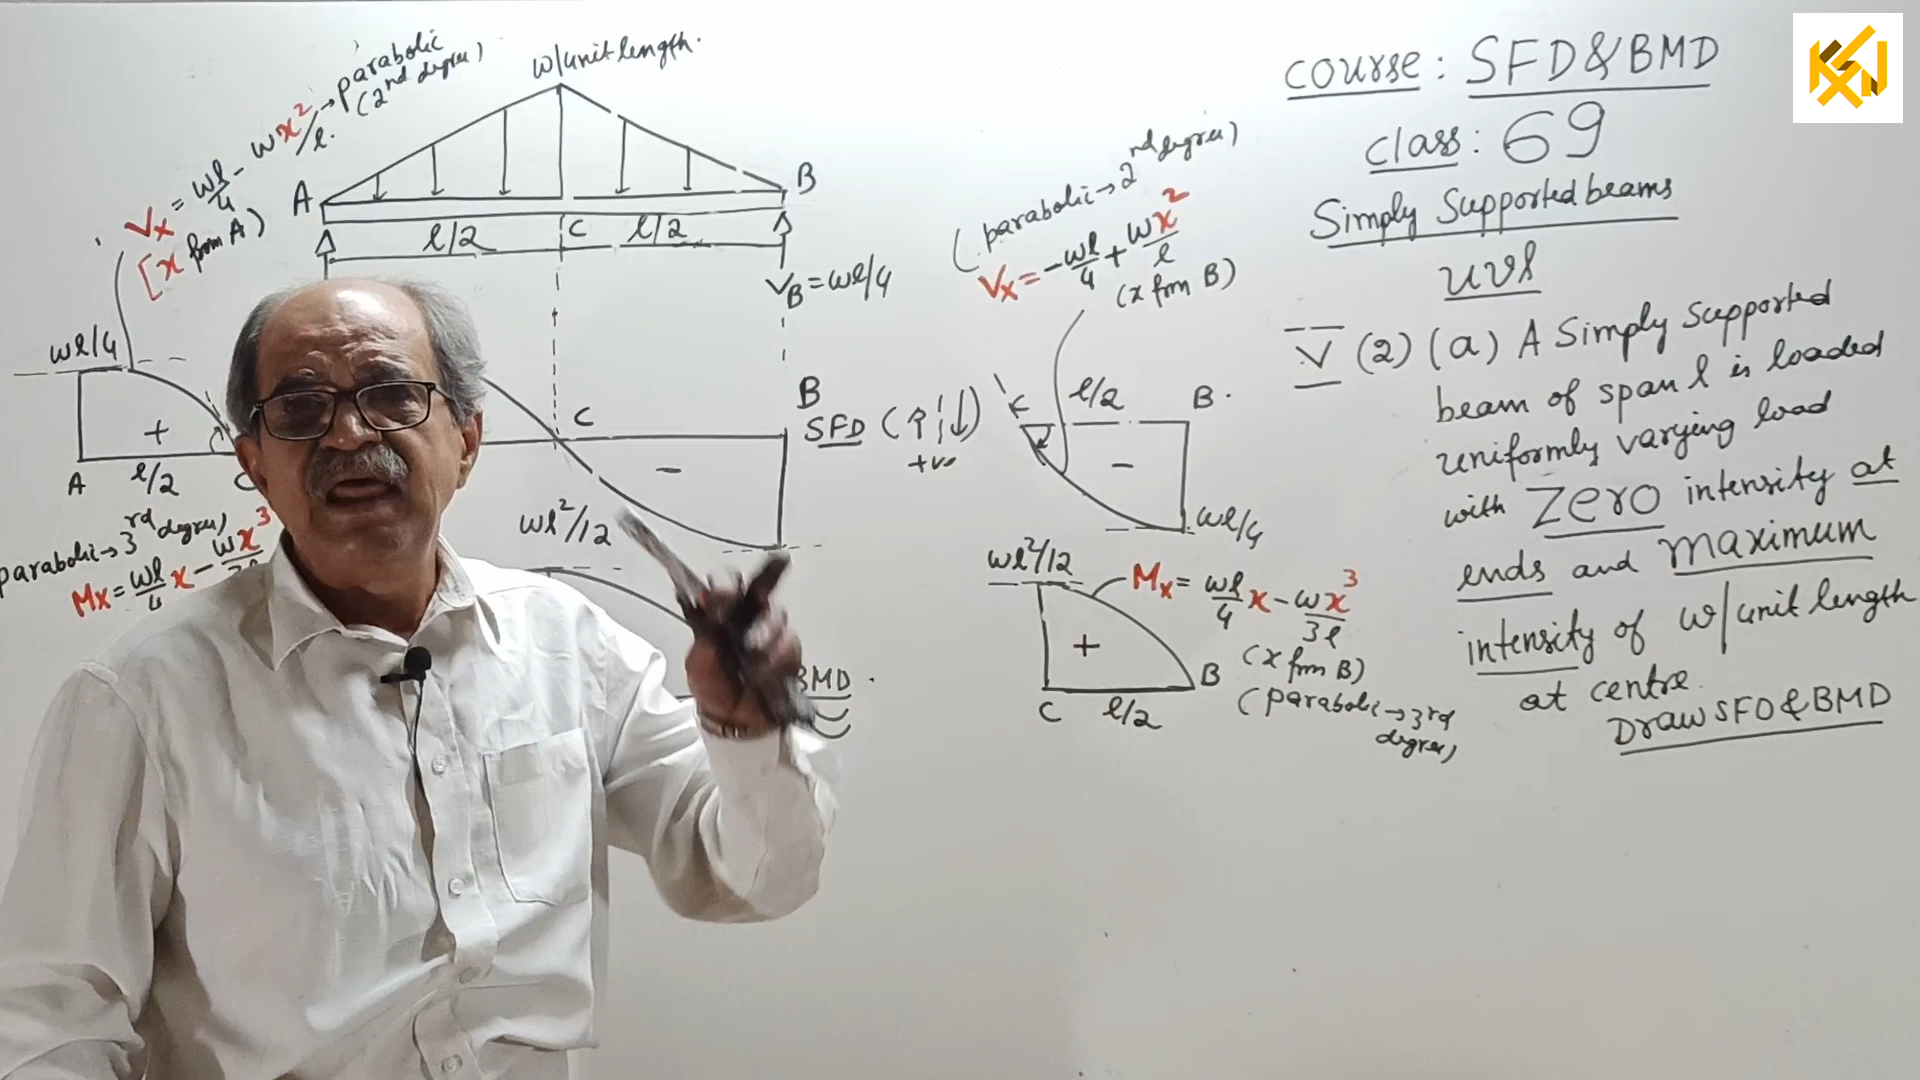 COURSE: SFD&BMD
class: 69
Simply Supported beams
uvl
V (2) (a) A Simply Supported
beam of span l is loaded
uniformly varying load
with Zero intensity at
ends and maximum
intensity of w/unit length
at centre.
Draw SFD & BMD
w/unit length.
Vx = wl/4 - wx²/l. → parabolic
(2nd degree)
[x from A)
A
B
l/2
C
l/2
VB = wl/4
wl/4
+
A
l/2
C
C
B
SFD (↑¦↓)
+ve
-
parabolic → 3rd degree)
Mx = wl/4 x - wx³
wl²/12
BMD
(parabolic → 2nd degree)
Vx = -wl/4 + wx²/l
(x from B)
l/2
B
-
wl/4
wl²/12
Mx = wl/4 x - wx³/3l
(x from B)
(parabolic → 3rd
degree)
+
B
C
l/2